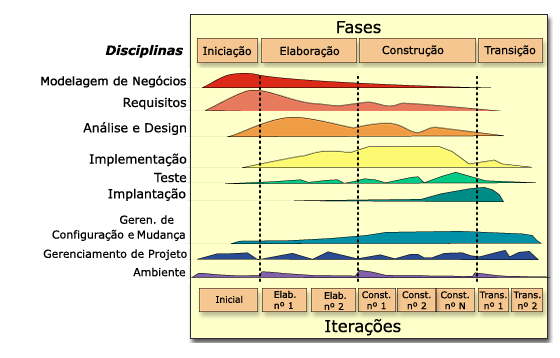 Fases
Disciplinas
Iniciação Elaboração Construção Transição
Modelagem de Negócios
Requisitos
Análise e Design
Implementação
Teste
Implantação
Geren. de
Configuração e Mudança
Gerenciamento de Projeto
Ambiente
Inicial
Elab.
nº 1
Elab.
nº 2
Const.
nº 1
Const.
nº 2
Const.
nº N
Trans.
nº 1
Trans.
nº 2
Iterações